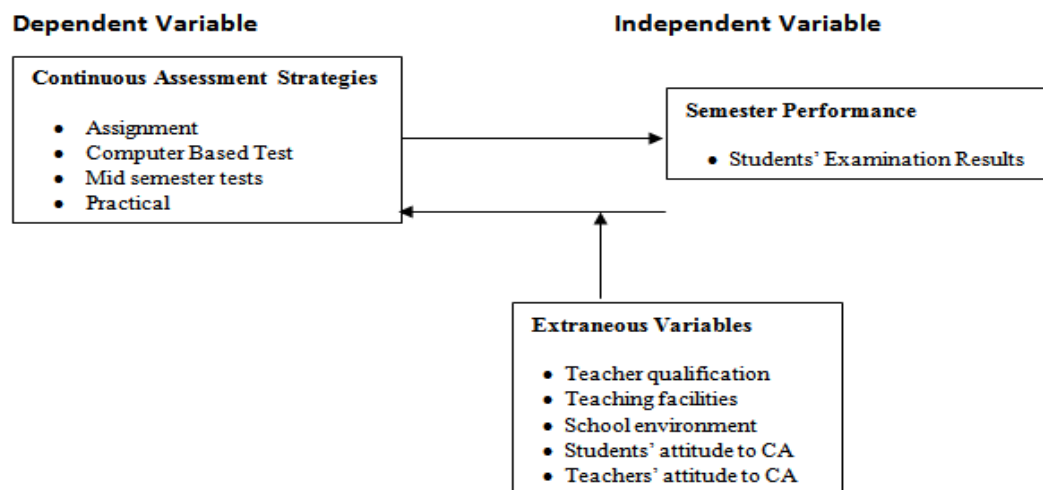 Dependent Variable
Independent Variable
Continuous Assessment Strategies
• Assignment
• Computer Based Test
• Mid semester tests
• Practical
Semester Performance
• Students' Examination Results
Extraneous Variables
• Teacher qualification
• Teaching facilities
• School environment
• Students' attitude to CA
• Teachers' attitude to CA